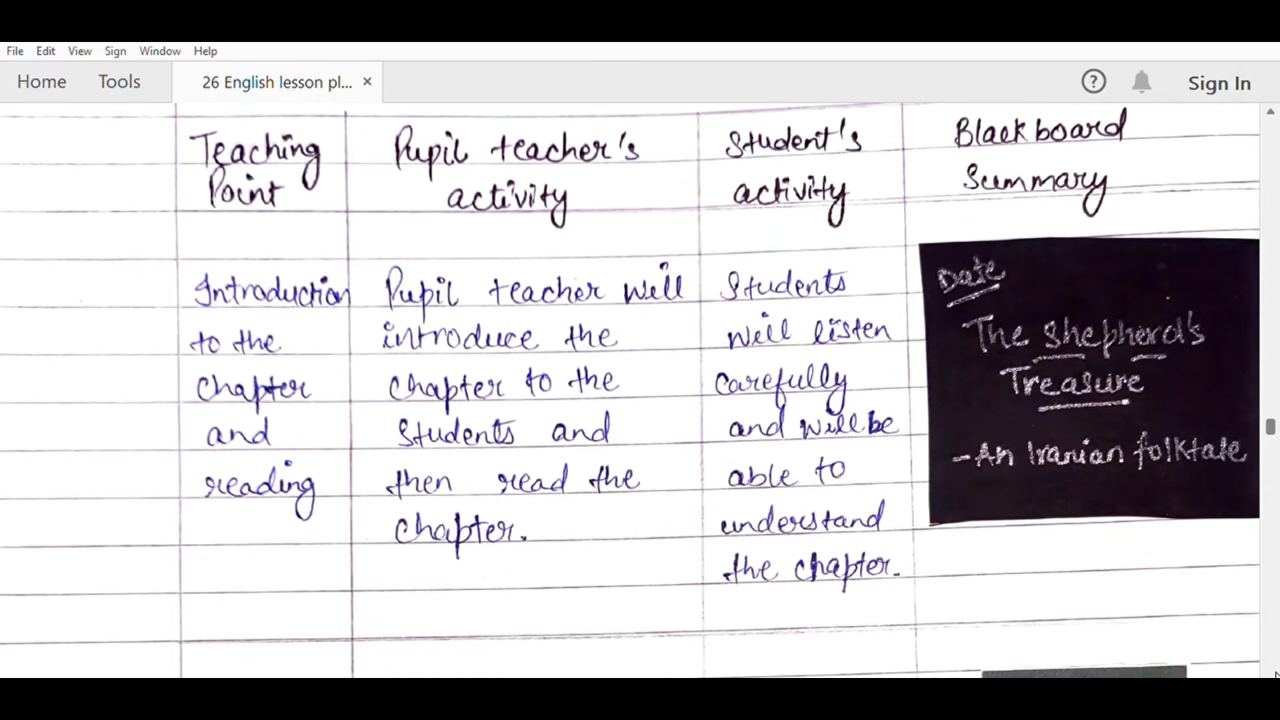 File Edit View Sign Window Help
Home Tools 26 English lesson pl... × ? Sign In
Teaching
Point
Pupil teacher's
activity
Student's
activity
Blackboard
Summary
Introduction
to the
chapter
and
reading
Pupil teacher will
introduce the
chapter to the
Students and
then read the
chapter.
Students
will listen
carefully
and will be
able to
understand
the chapter.
Date
The Shepherd's
Treasure
- An Iranian folktale